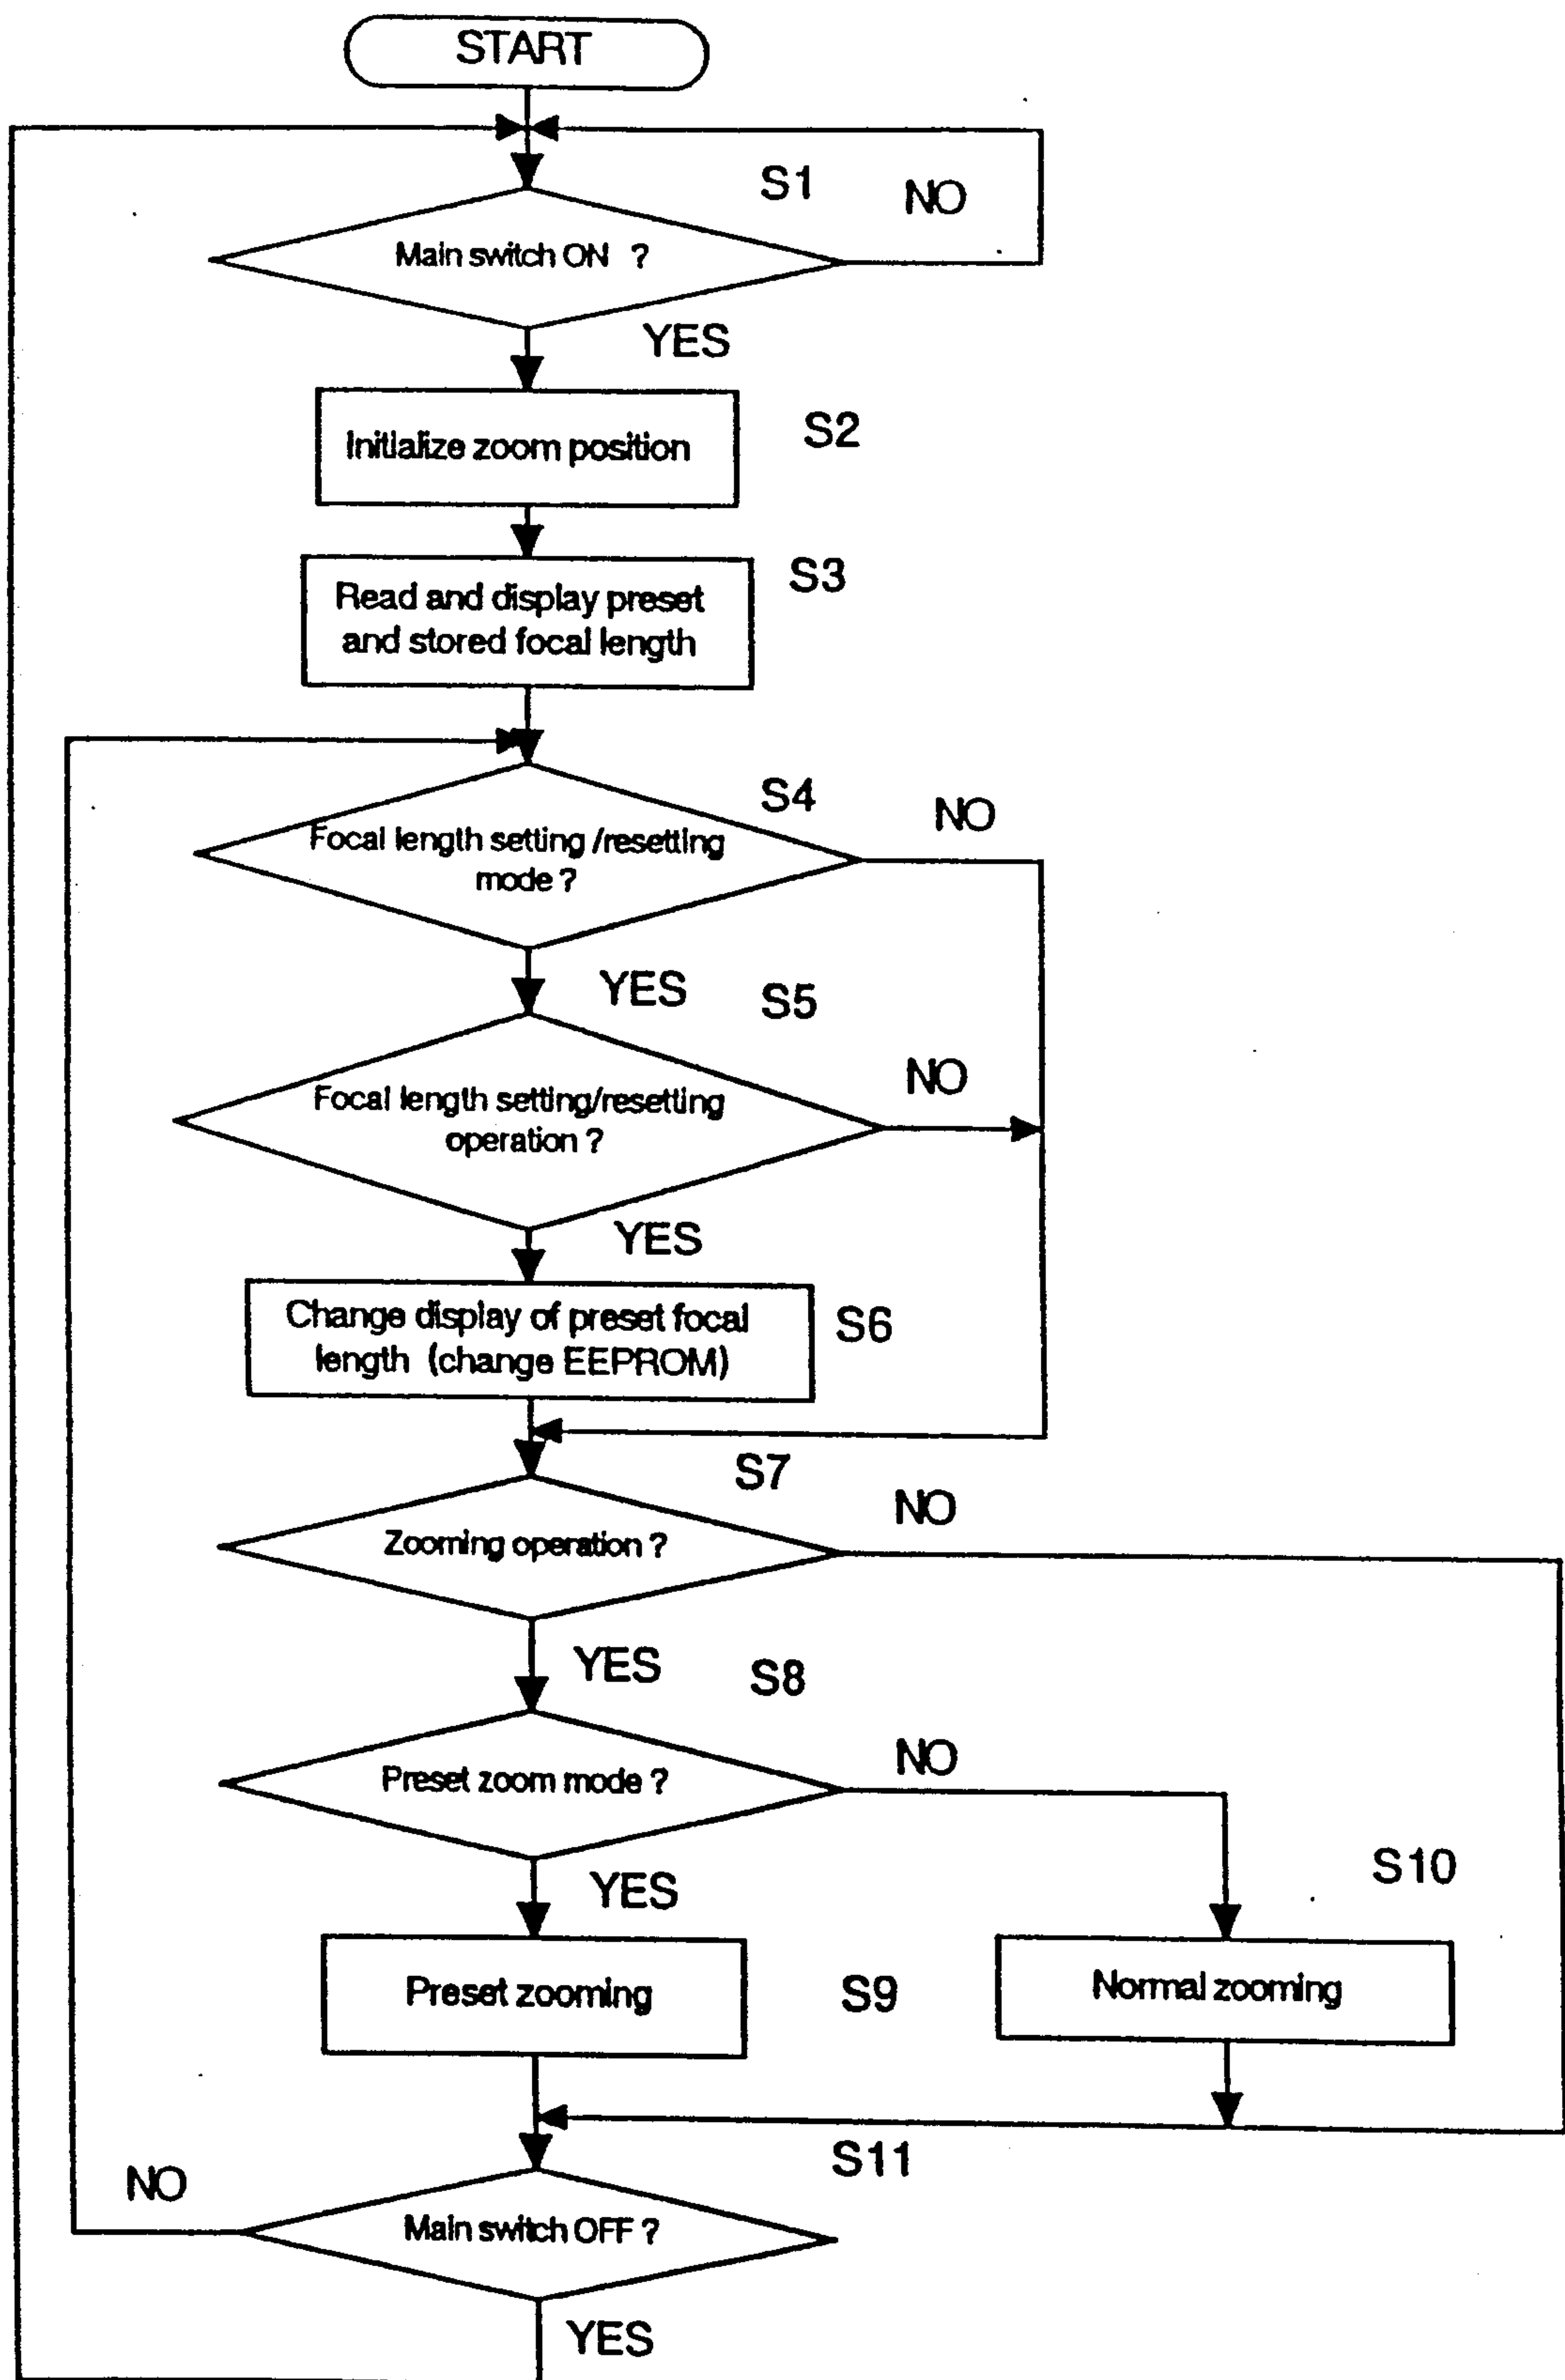 START
S1
NO
Main switch ON ?
YES
Initialize zoom position
S2
Read and display preset
and stored focal length
S3
S4
NO
Focal length setting /resetting
mode ?
YES
S5
NO
Focal length setting/resetting
operation ?
YES
Change display of preset focal
length (change EEPROM)
S6
S7
NO
Zooming operation ?
YES
S8
NO
Preset zoom mode ?
YES
S10
Preset zooming
S9
Normal zooming
S11
NO
Main switch OFF ?
YES